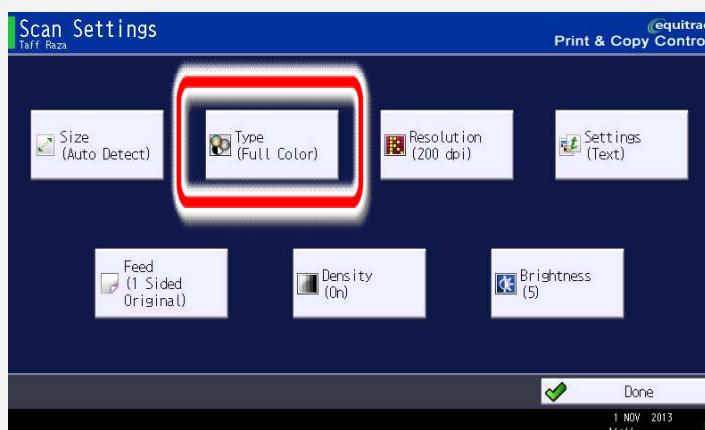 Scan Settings
Taff Raza
equitrac
Print & Copy Contro
Size
(Auto Detect)
Type
(Full Color)
Resolution
(200 dpi)
Settings
(Text)
Feed
(1 Sided
Original)
Density
(On)
Brightness
(5)
Done
1 NOV 2013